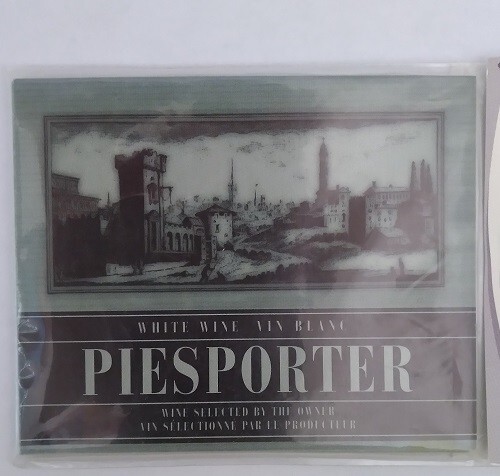 WHITE WINE VIN BLANC
PIESPORTER
WINE SELECTED BY THE OWNER
VIN SÉLECTIONNÉ PAR LE PRODUCTEUR